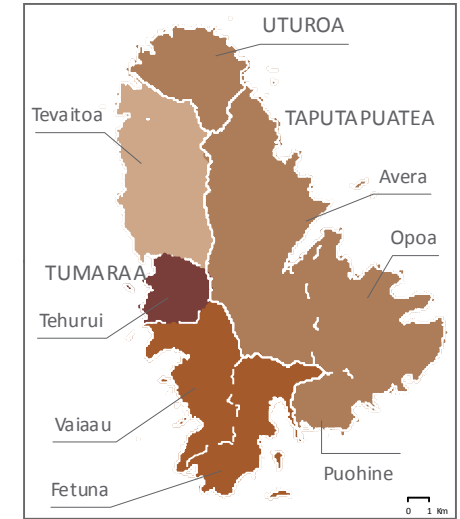 UTUROA
Tevaitoa
TAPUTAPUATEA
Avera
Opoa
TUMARAA
Tehurui
Vaiaau
Puohine
Fetuna
0 1 Km